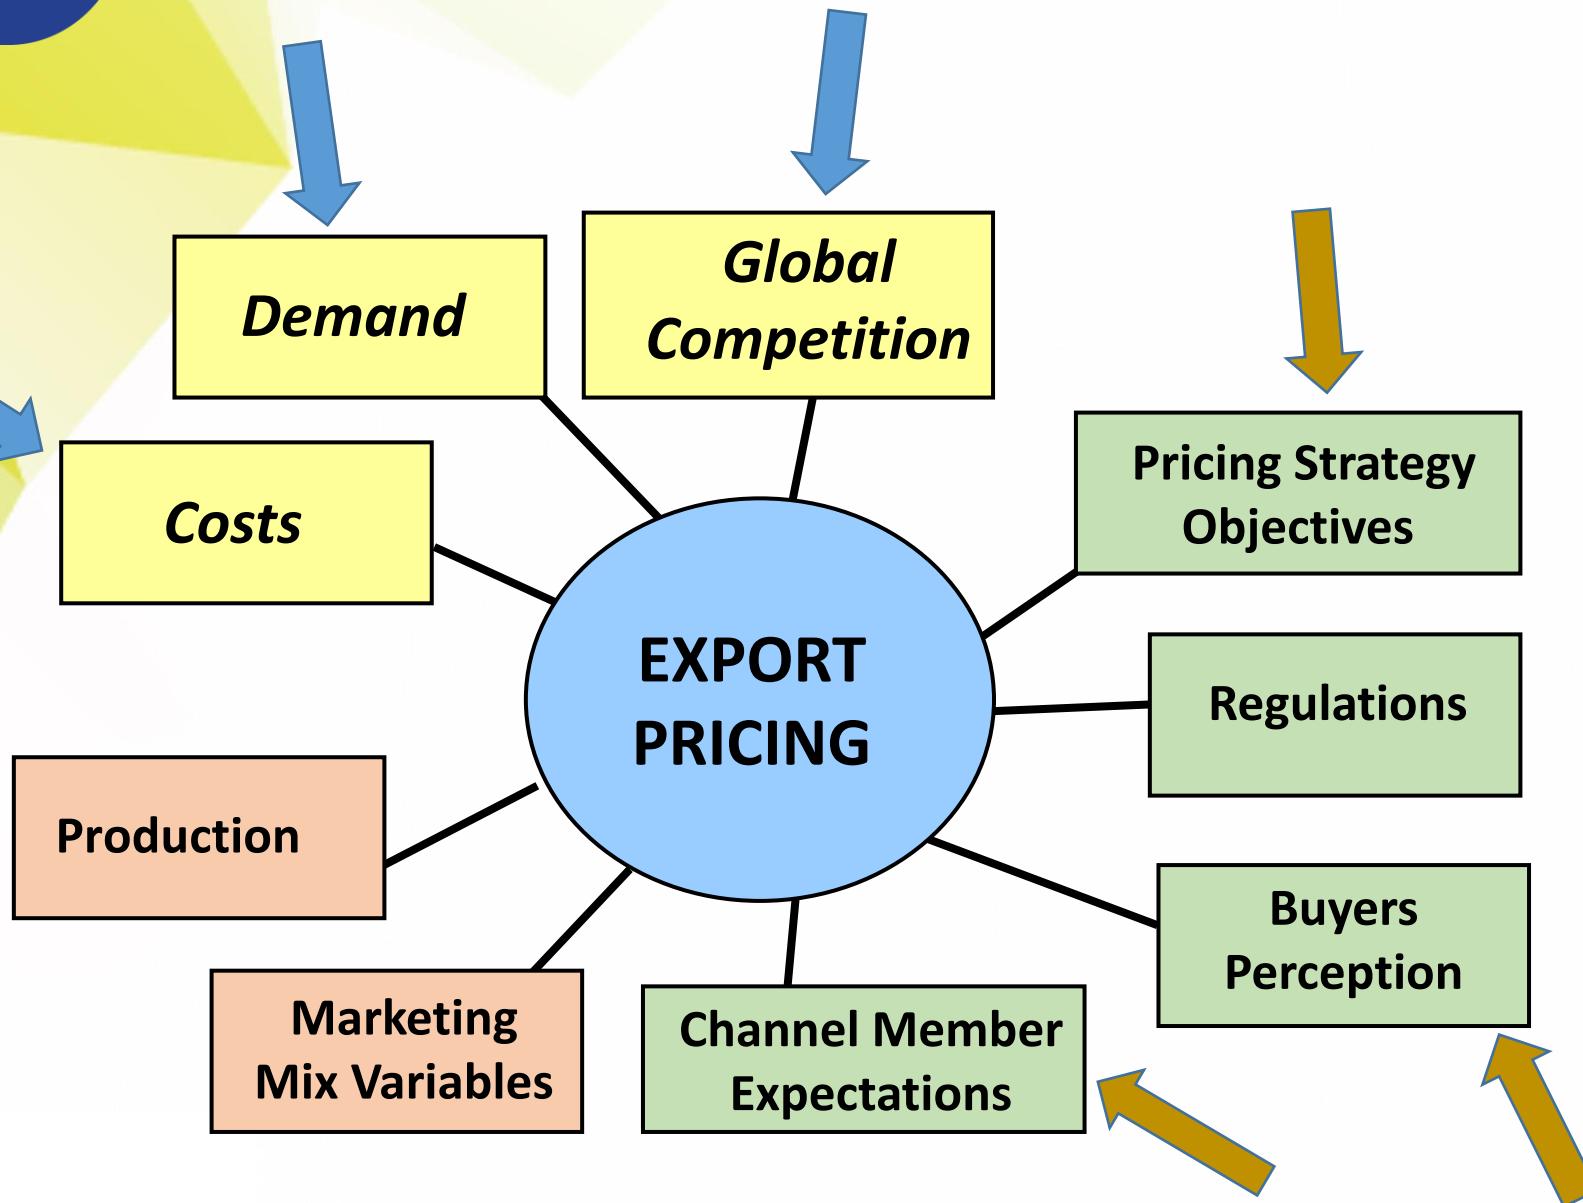 Demand
Global
Competition
Costs
Pricing Strategy
Objectives
EXPORT
PRICING
Regulations
Production
Buyers
Perception
Marketing
Mix Variables
Channel Member
Expectations